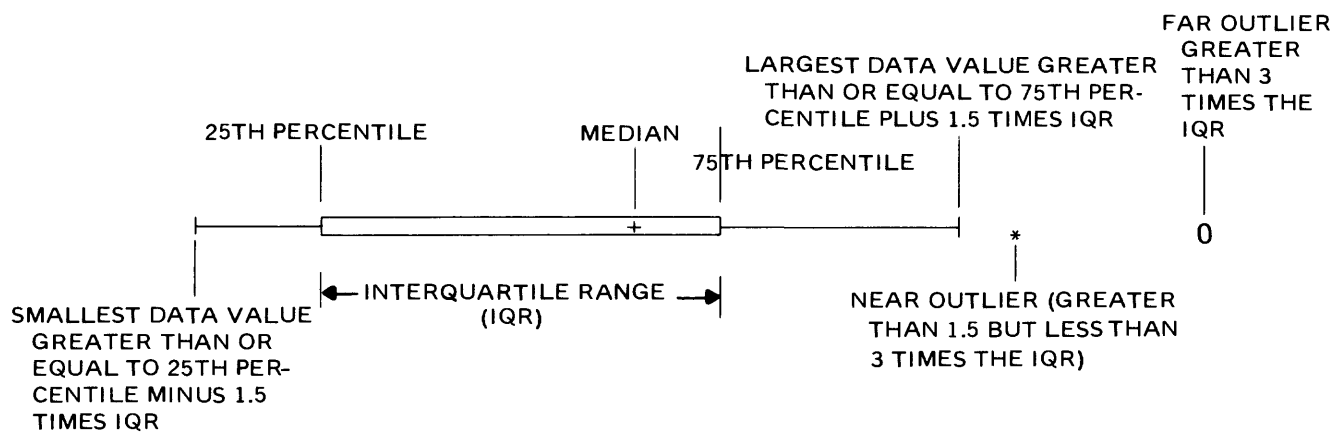 FAR OUTLIER
GREATER
THAN 3
TIMES THE
IQR
LARGEST DATA VALUE GREATER
THAN OR EQUAL TO 75TH PER-
CENTILE PLUS 1.5 TIMES IQR
25TH PERCENTILE
MEDIAN
75TH PERCENTILE
+
*
0
INTERQUARTILE RANGE
(IQR)
SMALLEST DATA VALUE
GREATER THAN OR
EQUAL TO 25TH PER-
CENTILE MINUS 1.5
TIMES IQR
NEAR OUTLIER (GREATER
THAN 1.5 BUT LESS THAN
3 TIMES THE IQR)